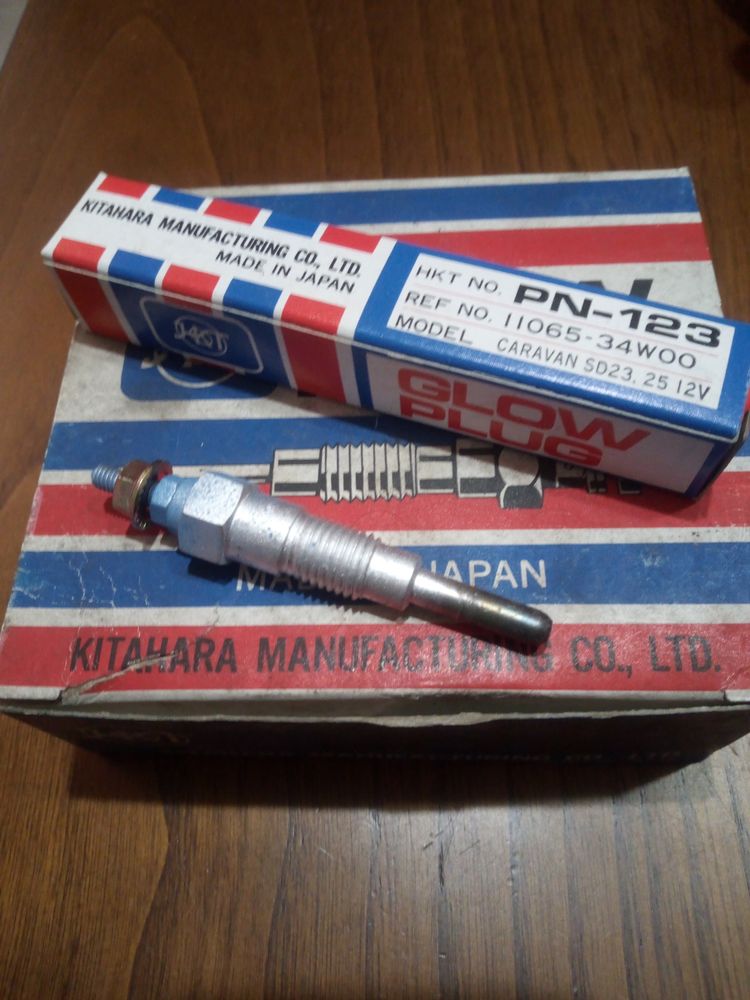 KITAHARA MANUFACTURING CO., LTD.
MADE IN JAPAN
HKT
HKT NO. PN-123
REF NO. 11065-34W00
MODEL CARAVAN SD23, 25 12V
GLOW
PLUG
JAPAN
KITAHARA MANUFACTURING CO., LTD.